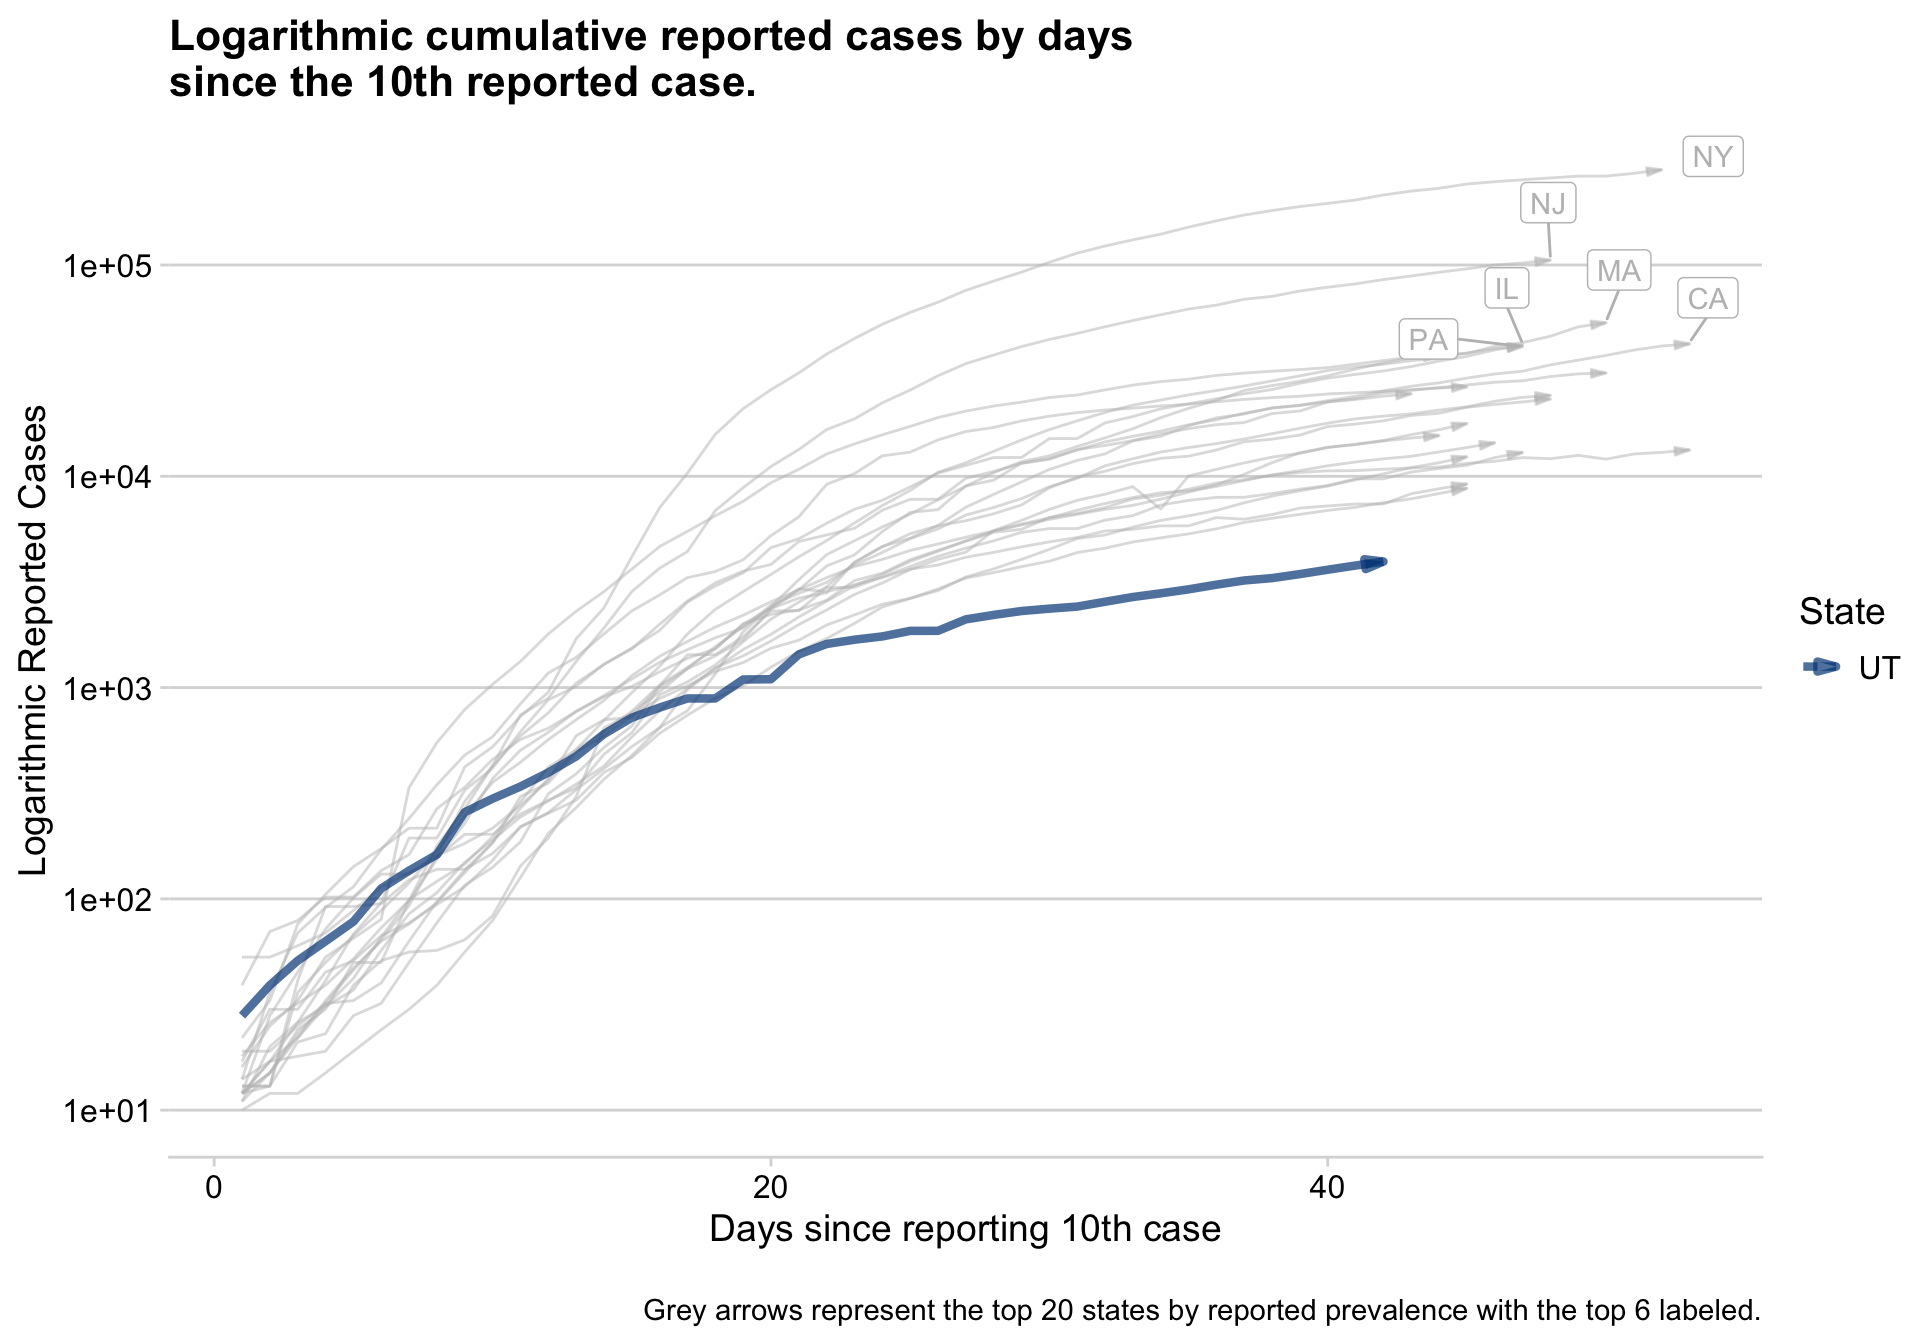 Logarithmic cumulative reported cases by days
since the 10th reported case.
NY
NJ
MA
IL
CA
PA
1e+05
1e+04
1e+03
1e+02
1e+01
Logarithmic Reported Cases
0
20
40
Days since reporting 10th case
State
UT
Grey arrows represent the top 20 states by reported prevalence with the top 6 labeled.